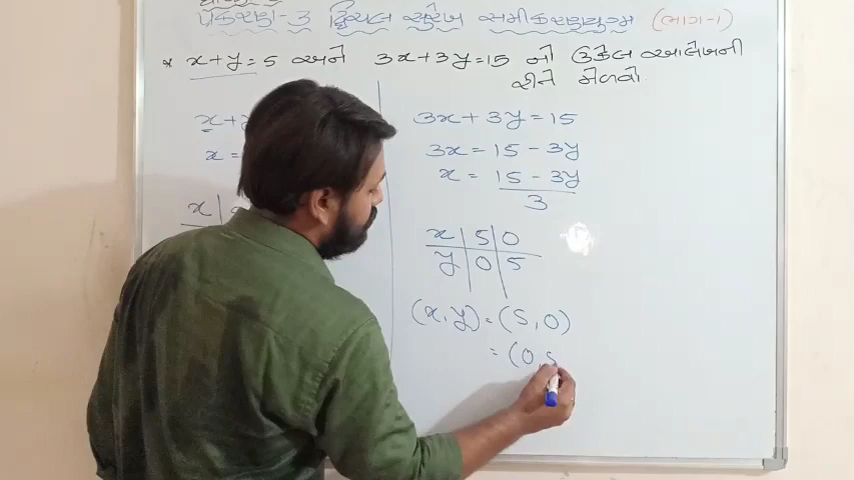 પ્રકરણ-3 દ્વિચલ સુરેખ સમીકરણયુગ્મ (ભાગ-1)
* x+y=5 અને 3x+3y=15 નો ઉકેલ આલેખની
રીતે મેળવો.
x+y
x=
x
3x+3y=15
3x=15-3y
x=15-3y
3
x 5 0
y 0 5
(x,y)=(5,0)
=(0,5